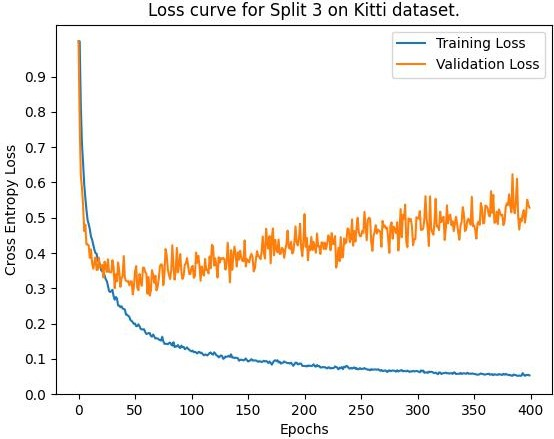 Loss curve for Split 3 on Kitti dataset.
Training Loss
Validation Loss
Cross Entropy Loss
0.9
0.8
0.7
0.6
0.5
0.4
0.3
0.2
0.1
0.0
0 50 100 150 200 250 300 350 400
Epochs